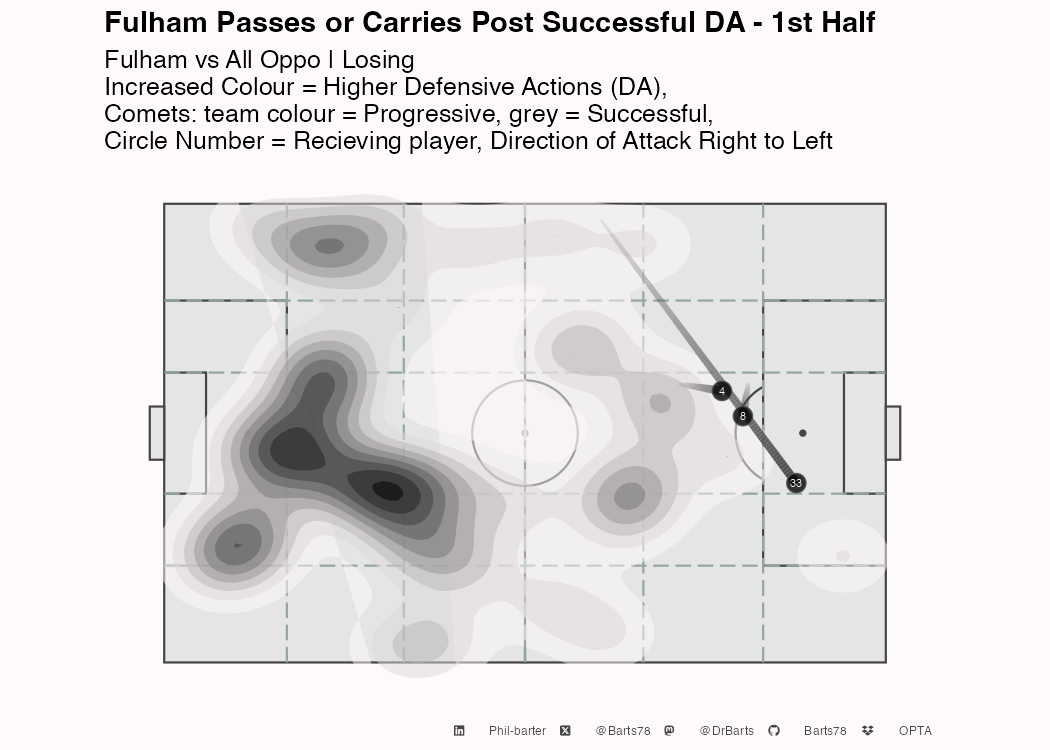 Fulham Passes or Carries Post Successful DA - 1st Half
Fulham vs All Oppo | Losing
Increased Colour = Higher Defensive Actions (DA),
Comets: team colour = Progressive, grey = Successful,
Circle Number = Recieving player, Direction of Attack Right to Left
4
8
33
Phil-barter @Barts78 @DrBarts Barts78 OPTA